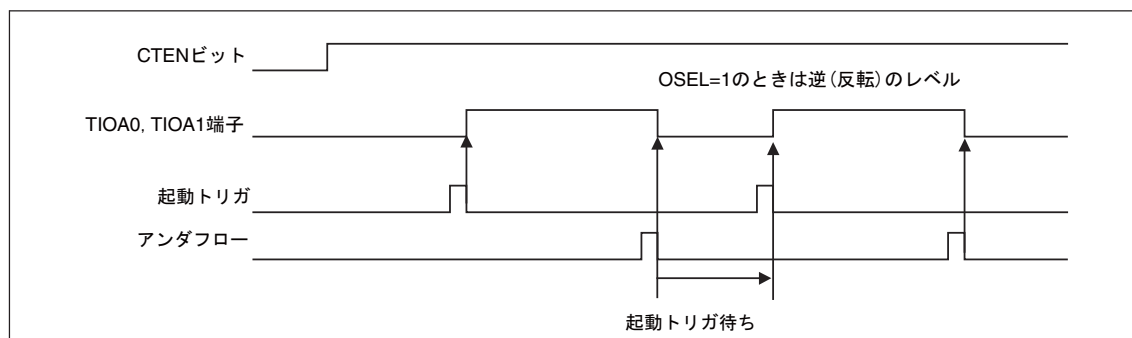 CTENビット
OSEL=1のときは逆(反転)のレベル
TIOA0, TIOA1端子
起動トリガ
アンダフロー
起動トリガ待ち